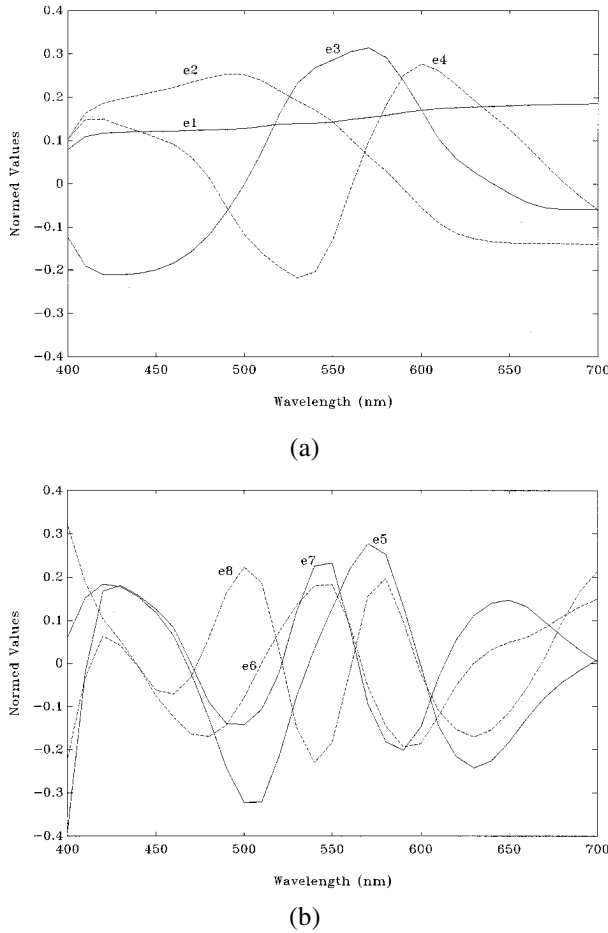 0.4
0.3
0.2
0.1
0
−0.1
−0.2
−0.3
−0.4
Normed Values
e1
e2
e3
e4
400
450
500
550
600
650
700
Wavelength (nm)
(a)
0.4
0.3
0.2
0.1
0
−0.1
−0.2
−0.3
−0.4
Normed Values
e8
e6
e7
e5
400
450
500
550
600
650
700
Wavelength (nm)
(b)